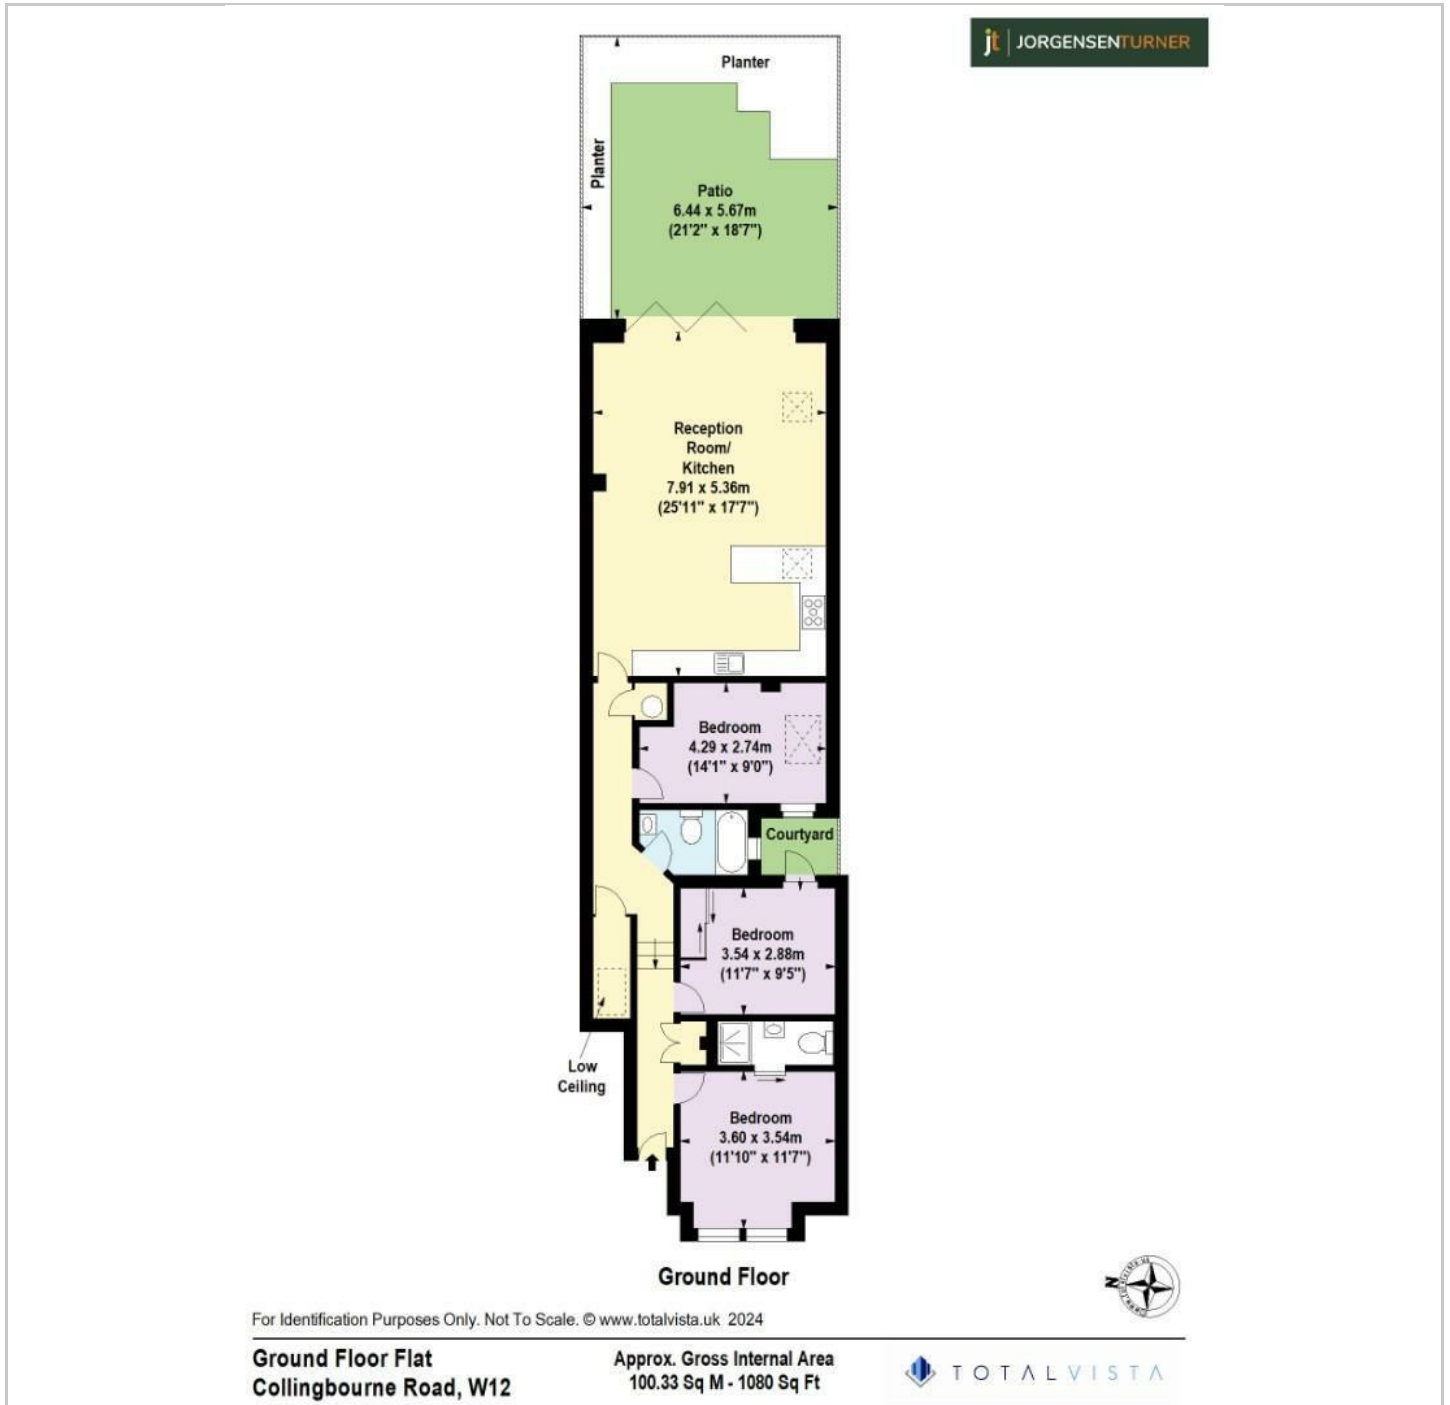 jt | JORGENSENTURNER
Planter
Planter
Patio
6.44 x 5.67m
(21'2" x 18'7")
Reception
Room/
Kitchen
7.91 x 5.36m
(25'11" x 17'7")
Bedroom
4.29 x 2.74m
(14'1" x 9'0")
Courtyard
Bedroom
3.54 x 2.88m
(11'7" x 9'5")
Low
Ceiling
Bedroom
3.60 x 3.54m
(11'10" x 11'7")
Ground Floor
N
For Identification Purposes Only. Not To Scale. © www.totalvista.uk 2024
Ground Floor Flat
Collingbourne Road, W12
Approx. Gross Internal Area
100.33 Sq M - 1080 Sq Ft
TOTALVISTA